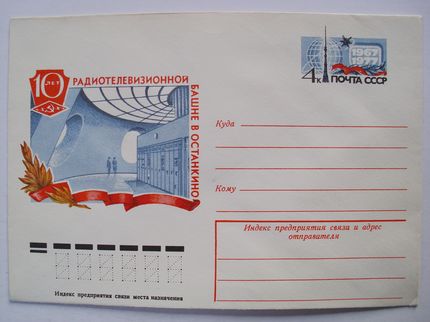 10 ЛЕТ
РАДИОТЕЛЕВИЗИОННОЙ
БАШНЕ В ОСТАНКИНО
1967
1977
4к ПОЧТА СССР
Куда
Кому
Индекс предприятия связи и адрес
отправителя
Индекс предприятия связи места назначения